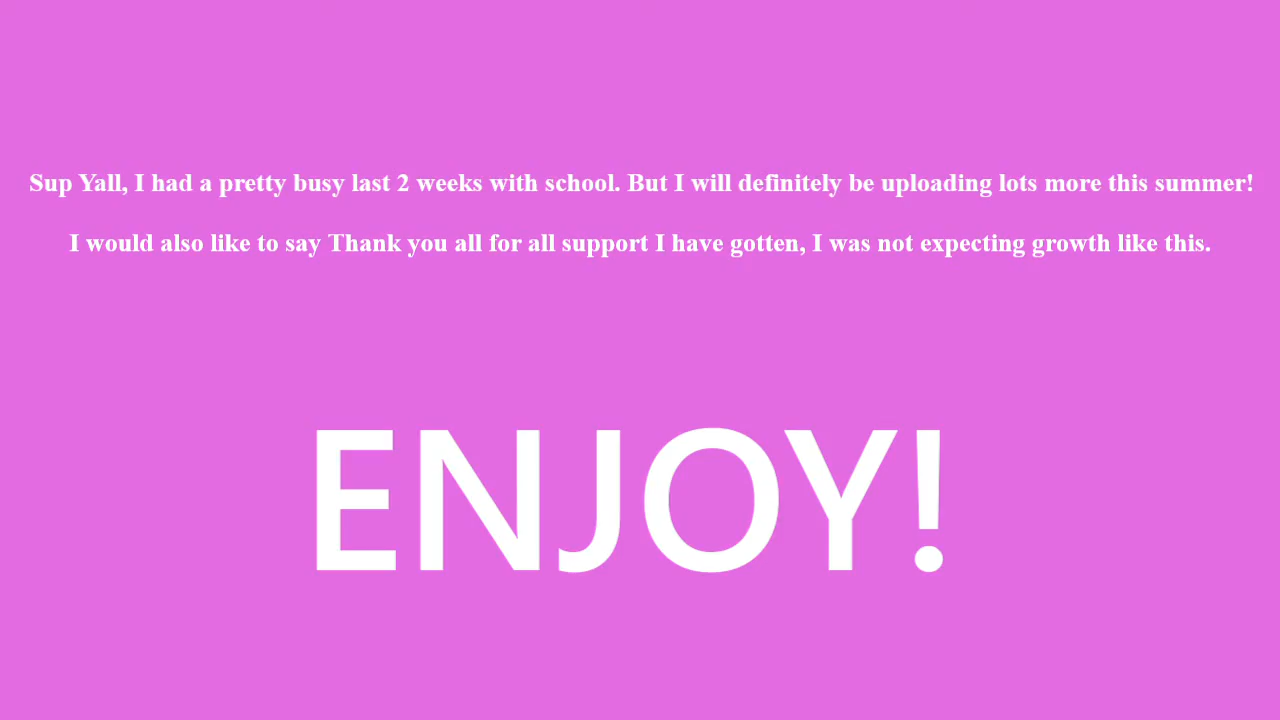 Sup Yall, I had a pretty busy last 2 weeks with school. But I will definitely be uploading lots more this summer!
I would also like to say Thank you all for all support I have gotten, I was not expecting growth like this.
ENJOY!